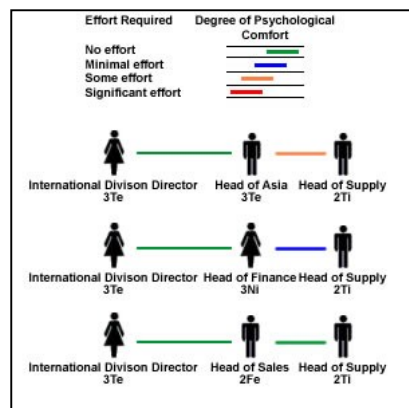 Effort Required Degree of Psychological
Comfort
No effort
Minimal effort
Some effort
Significant effort
International Divison Director Head of Asia Head of Supply
3Te 3Te 2Ti
International Divison Director Head of Finance Head of Supply
3Te 3Ni 2Ti
International Divison Director Head of Sales Head of Supply
3Te 2Fe 2Ti